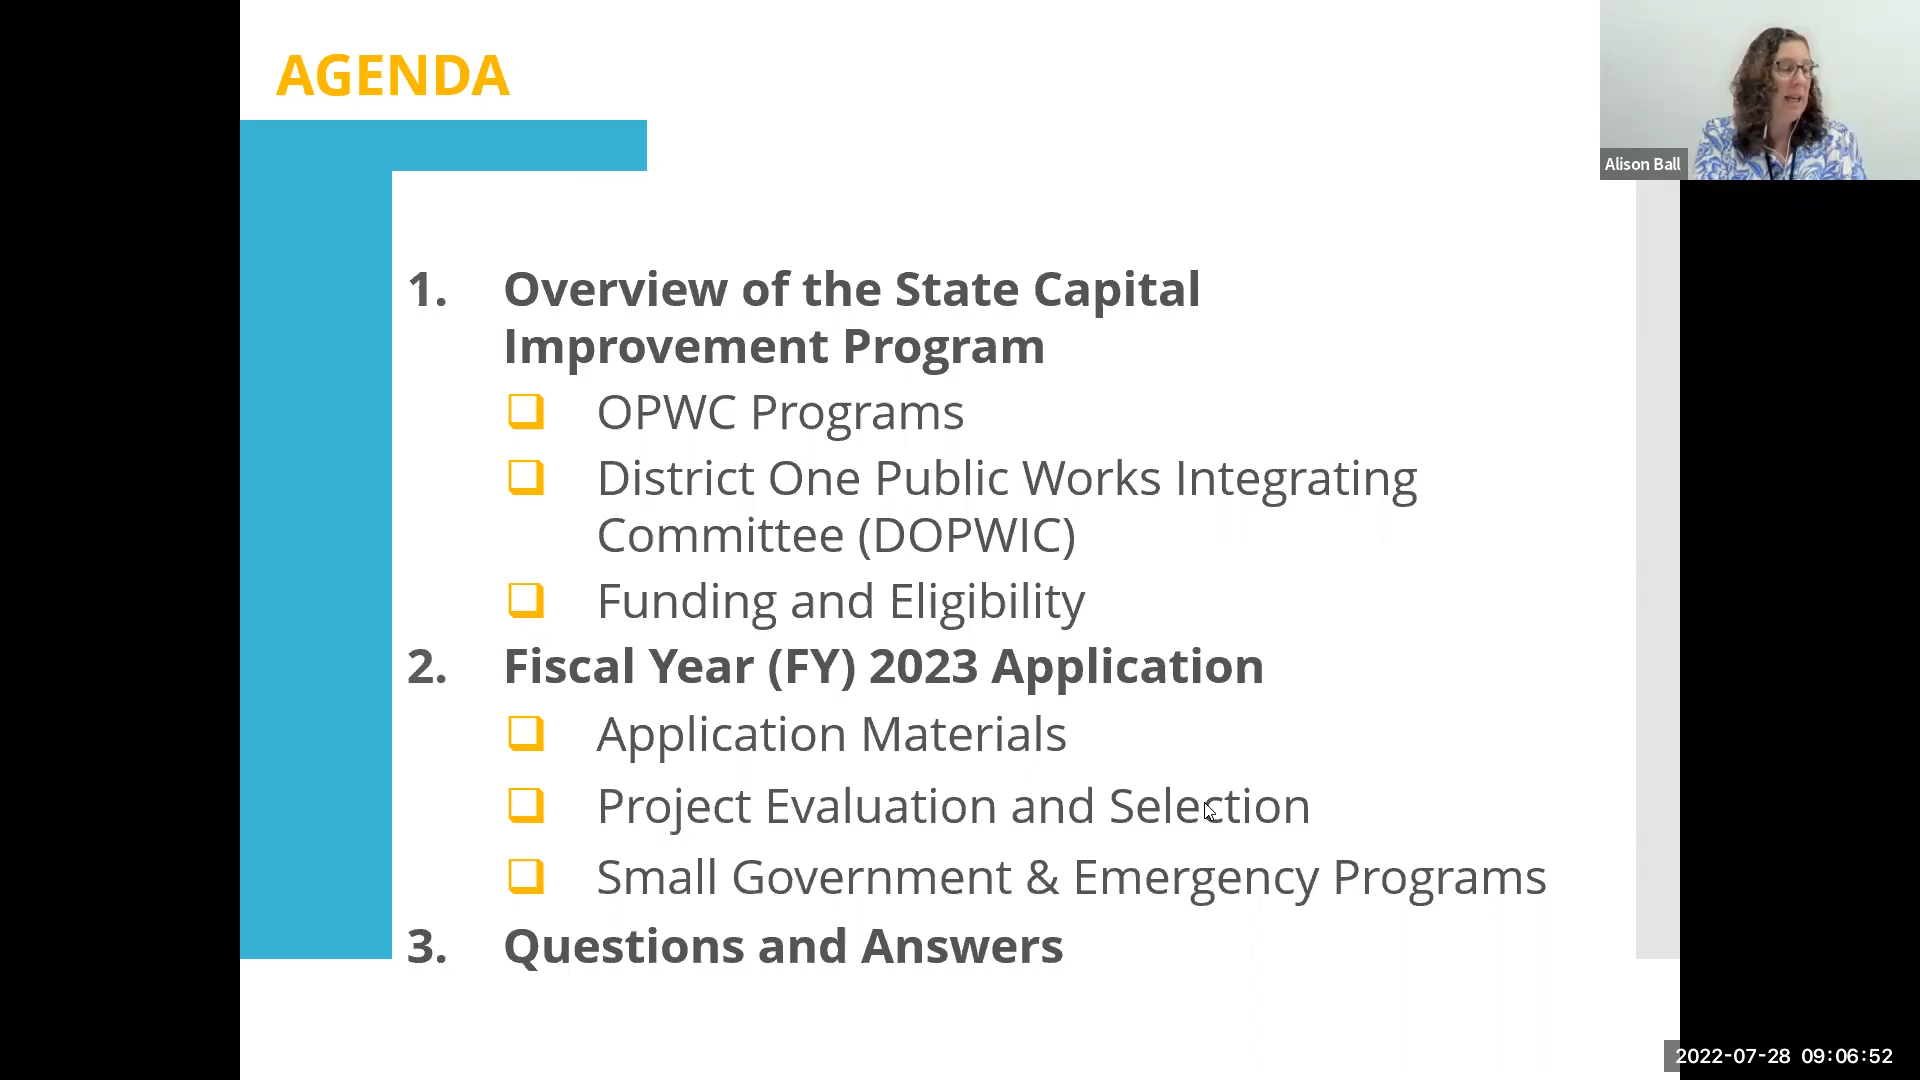 AGENDA
Alison Ball
1. Overview of the State Capital
Improvement Program
OPWC Programs
District One Public Works Integrating
Committee (DOPWIC)
Funding and Eligibility
2. Fiscal Year (FY) 2023 Application
Application Materials
Project Evaluation and Selection
Small Government & Emergency Programs
3. Questions and Answers
2022-07-28 09:06:52